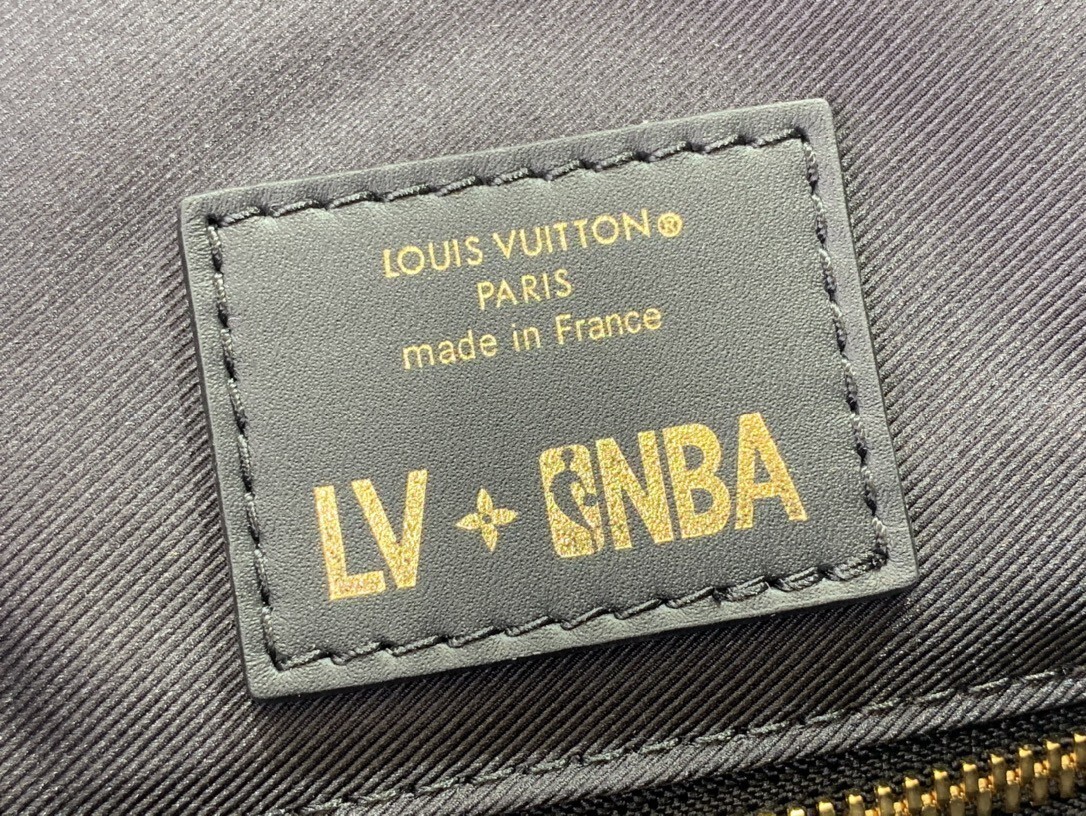 LOUIS VUITTON®
PARIS
made in France
LV NBA